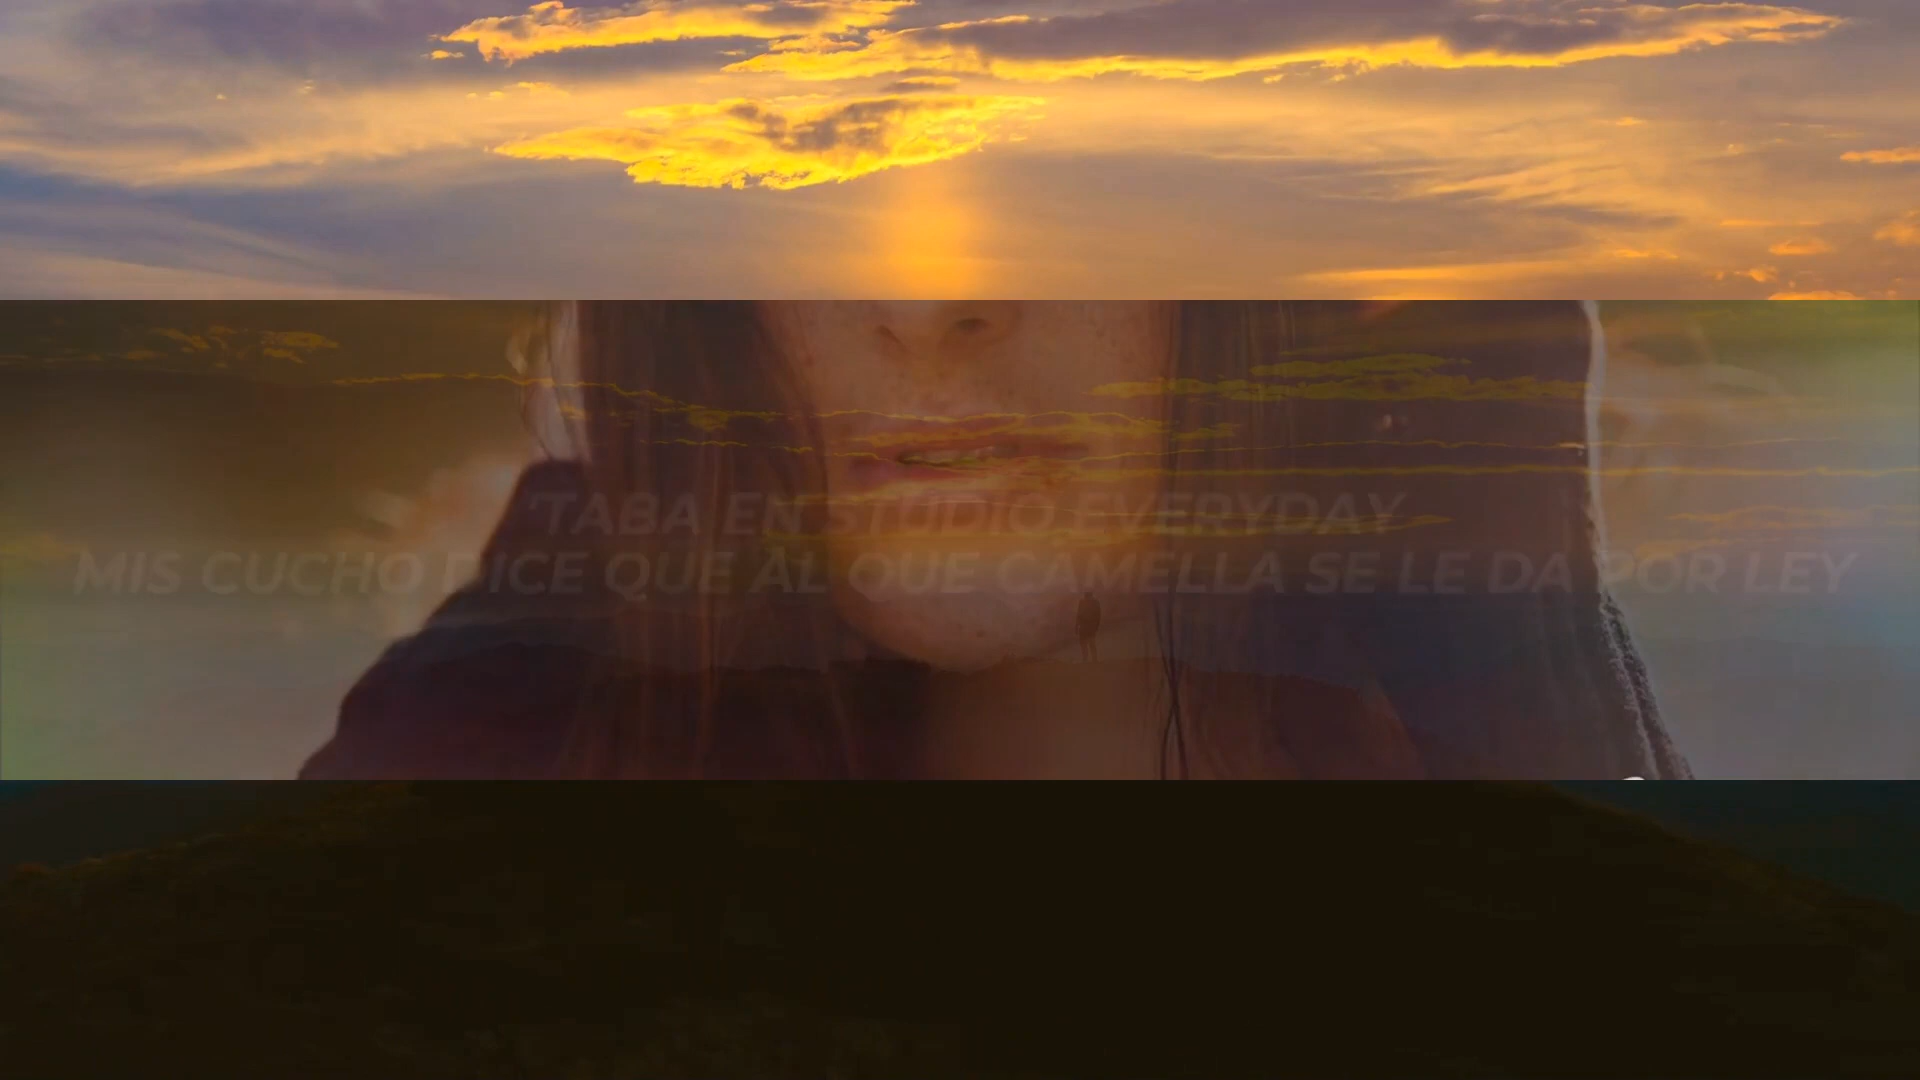 'TABA EN STUDIO EVERYDAY
MIS CUCHO DICE QUE AL QUE CAMELLA SE LE DA POR LEY